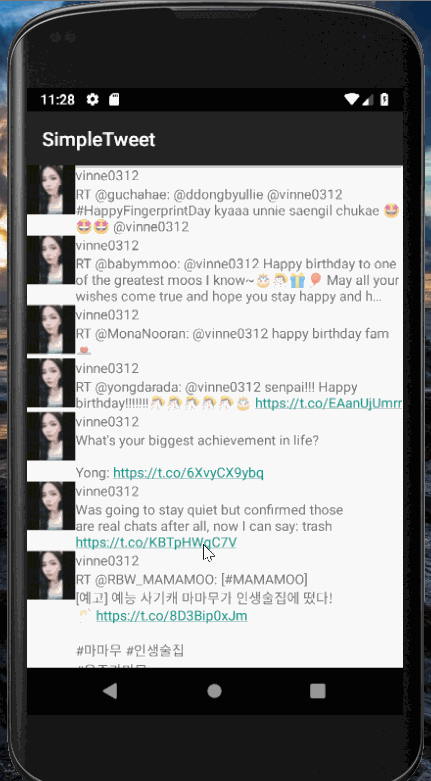 11:28
SimpleTweet
vinne0312
RT @guchahae: @ddongbyullie @vinne0312
#HappyFingerprintDay kyaaa unnie saengil chukae 🤩
🤩🤩 @vinne0312
vinne0312
RT @babymmoo: @vinne0312 Happy birthday to one
of the greatest moos I know~🎂🎊🎁🎈 May all your
wishes come true and hope you stay happy and h…
vinne0312
RT @MonaNooran: @vinne0312 happy birthday fam
vinne0312
RT @yongdarada: @vinne0312 senpai!!! Happy
https://t.co/EAanUjUmrr
vinne0312
What's your biggest achievement in life?
Yong: https://t.co/6XvyCX9ybq
vinne0312
Was going to stay quiet but confirmed those
are real chats after all, now I can say: trash
https://t.co/KBTpHWqC7V
vinne0312
RT @RBW_MAMAMOO: [#MAMAMOO]
[예고] 예능 사기캐 마마무가 인생술집에 떴다!
https://t.co/8D3Bip0xJm
#마마무 #인생술집